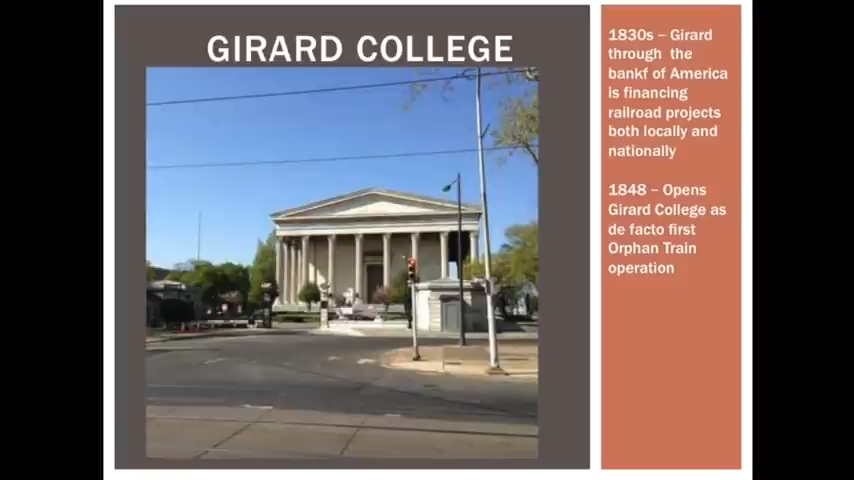 GIRARD COLLEGE
1830s – Girard
through the
bankf of America
is financing
railroad projects
both locally and
nationally
1848 – Opens
Girard College as
de facto first
Orphan Train
operation